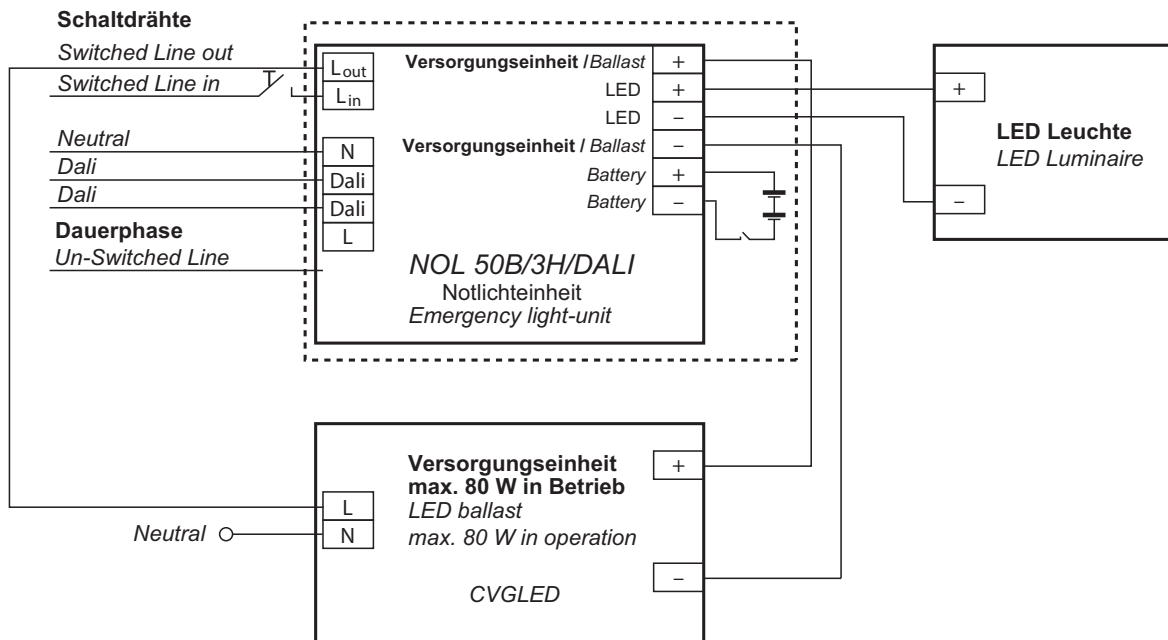 Schaltdrähte
Switched Line out
Switched Line in
Neutral
Dali
Dali
Dauerphase
Un-Switched Line
Lout
Lin
N
Dali
Dali
L
Versorgungseinheit / Ballast +
LED +
LED −
Versorgungseinheit / Ballast −
Battery +
Battery −
NOL 50B/3H/DALI
Notlichteinheit
Emergency light-unit
+
LED Leuchte
LED Luminaire
−
Versorgungseinheit
max. 80 W in Betrieb
LED ballast
max. 80 W in operation
CVGLED
L
N
Neutral
+
−